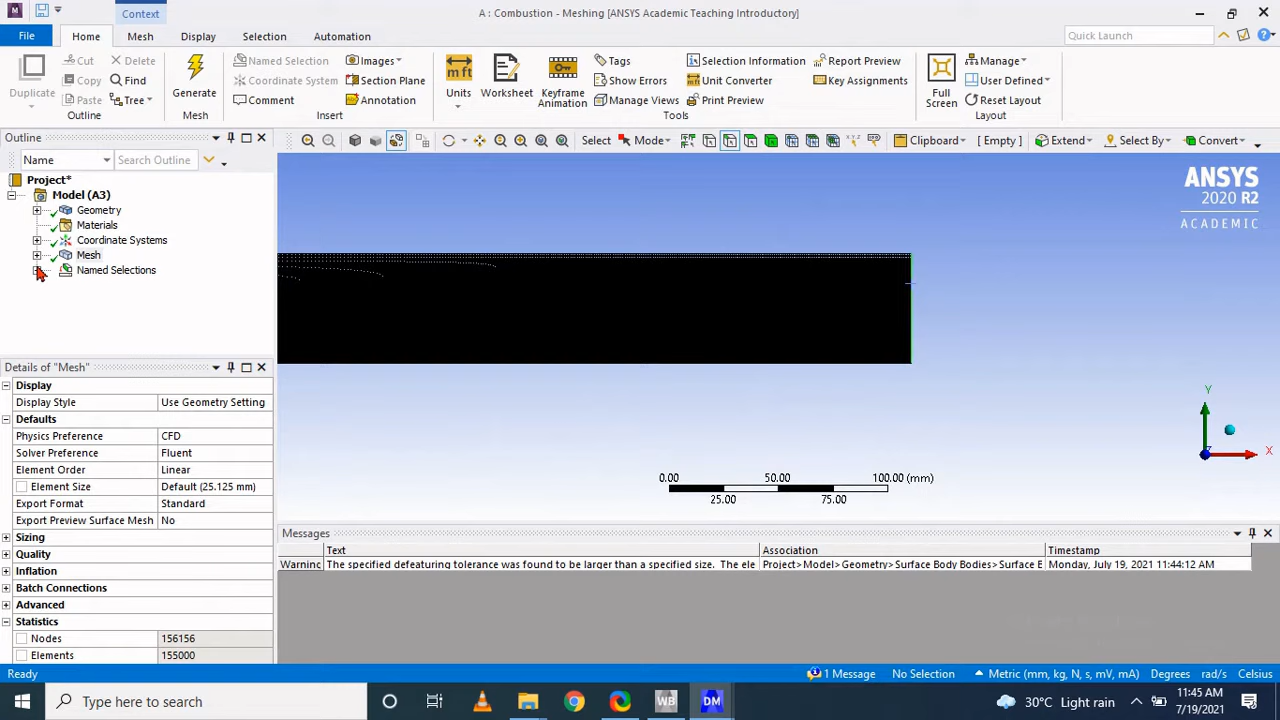 Context
A : Combustion - Meshing [ANSYS Academic Teaching Introductory]
File
Home
Mesh
Display
Selection
Automation
Quick Launch
Duplicate
Cut
Delete
Copy
Find
Paste
Tree
Outline
Generate
Mesh
Named Selection
Coordinate System
Comment
Images
Section Plane
Annotation
Insert
Units
Worksheet
Keyframe
Animation
Tags
Show Errors
Manage Views
Selection Information
Unit Converter
Print Preview
Report Preview
Key Assignments
Tools
Full
Screen
Manage
User Defined
Reset Layout
Layout
Outline
Name
Search Outline
Select
Mode
Clipboard
[ Empty ]
Extend
Select By
Convert
Project*
Model (A3)
Geometry
Materials
Coordinate Systems
Mesh
Named Selections
ANSYS
2020 R2
ACADEMIC
Y
X
0.00 50.00 100.00 (mm)
25.00 75.00
Details of "Mesh"
Display
Display Style Use Geometry Setting
Defaults
Physics Preference CFD
Solver Preference Fluent
Element Order Linear
Element Size Default (25.125 mm)
Export Format Standard
Export Preview Surface Mesh No
Sizing
Quality
Inflation
Batch Connections
Advanced
Statistics
Nodes 156156
Elements 155000
Messages
Text Association Timestamp
Warninc The specified defeaturing tolerance was found to be larger than a specified size. The ele Project>Model>Geometry>Surface Body Bodies>Surface E Monday, July 19, 2021 11:44:12 AM
Ready
1 Message
No Selection
Metric (mm, kg, N, s, mV, mA)
Degrees
rad/s
Celsius
Type here to search
WB
DM
30°C Light rain
11:45 AM
7/19/2021